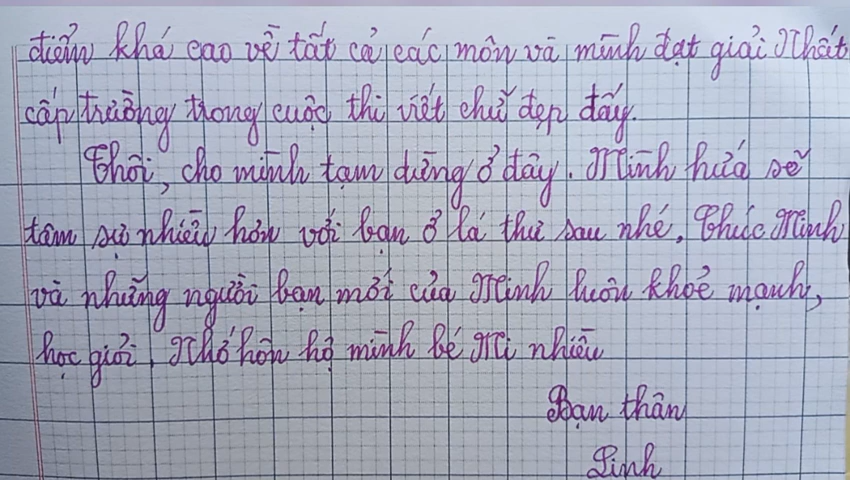 điểm khá cao về tất cả các môn và mình đạt giải Nhất
cấp trường trong cuộc thi viết chữ đẹp đấy.
Thôi, cho mình tạm dừng ở đây. Mình hứa sẽ
tâm sự nhiều hơn với bạn ở lá thư sau nhé. Chúc Minh
và những người bạn mới của Minh luôn khoẻ mạnh,
học giỏi. Nhớ hôn hộ mình bé Mi nhiều
Bạn thân
Linh